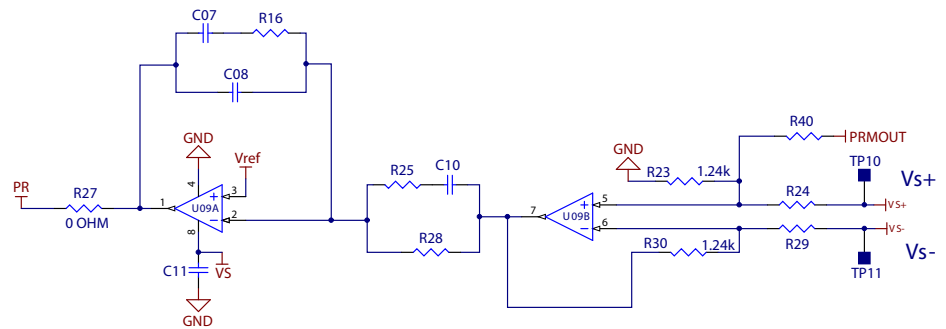 C07
R16
C08
R40
PRMOUT
GND
GND
Vref
R23
1.24k
TP10
Vs+
R25
C10
PR
R27
0 OHM
4
3
1
U09A
+
−
2
8
R24
VS+
5
7
U09B
+
−
6
VS-
R28
R30
1.24k
R29
Vs-
TP11
C11
VS
GND